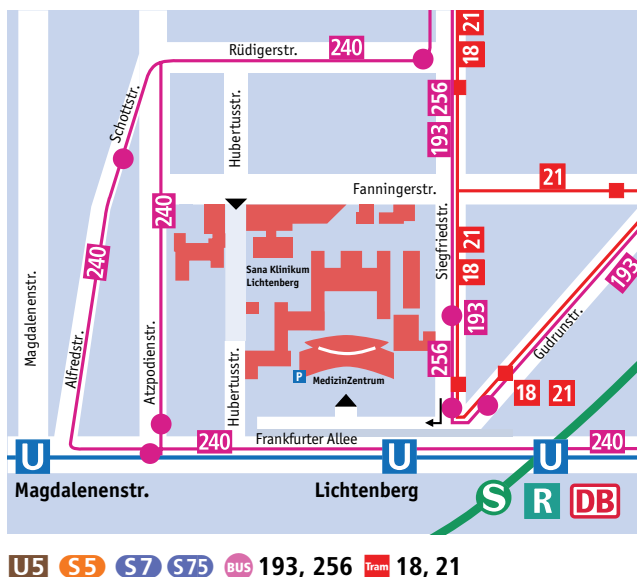 21
Rüdigerstr.
240
18
Schottstr.
Hubertusstr.
193 256
Fanningerstr.
21
240
Siegfriedstr.
240
21
Sana Klinikum
Lichtenberg
18
193
Magdalenenstr.
193
Gudrunstr.
Alfredstr.
Atzpodienstr.
Hubertusstr.
256
P
MedizinZentrum
18 21
240
Frankfurter Allee
240
U
U
U
Magdalenenstr.
Lichtenberg
S
R
DB
U5 S5 S7 S75 BUS 193, 256 Tram 18, 21